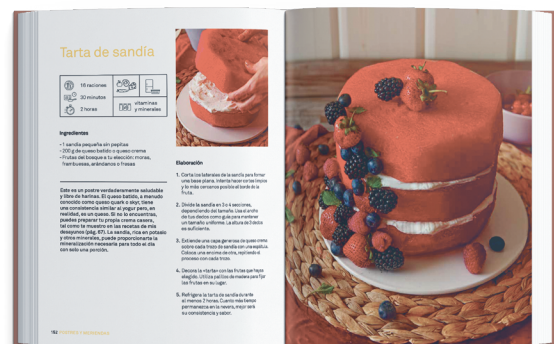 Tarta de sandía
16 raciones
30 minutos
2 horas
vitaminas
y minerales
Ingredientes
- 1 sandía pequeña sin pepitas
- 200 g de queso batido o queso crema
- Frutas del bosque a tu elección: moras,
frambuesas, arándanos o fresas
Este es un postre verdaderamente saludable
y libre de harinas. El queso batido, a menudo
conocido como queso quark o skyr, tiene
una consistencia similar al yogur pero, en
realidad, es un queso. Si no lo encuentras,
puedes preparar tu propia crema casera,
tal como te muestro en las recetas de mis
desayunos (pág. 67). La sandía, rica en potasio
y otros minerales, puede proporcionarte la
mineralización necesaria para todo el día
con solo una porción.
Elaboración
1. Corta los laterales de la sandía para formar
una base plana. Intenta hacer cortes limpios
y lo más cercanos posible al borde de la
fruta.
2. Divide la sandía en 3 o 4 secciones,
dependiendo del tamaño. Usa el ancho
de tus dedos como guía para mantener
un tamaño uniforme. La altura de 3 dedos
es suficiente.
3. Extiende una capa generosa de queso crema
sobre cada trozo de sandía con una espátula.
Coloca uno encima de otro, repitiendo el
proceso con cada trozo.
4. Decora la «tarta» con las frutas que hayas
elegido. Utiliza palillos de madera para fijar
las frutas en su lugar.
5. Refrigera la tarta durante
al menos 2 horas. Cuanto más tiempo
permanezca en la nevera, mejor será
su consistencia y sabor.
152